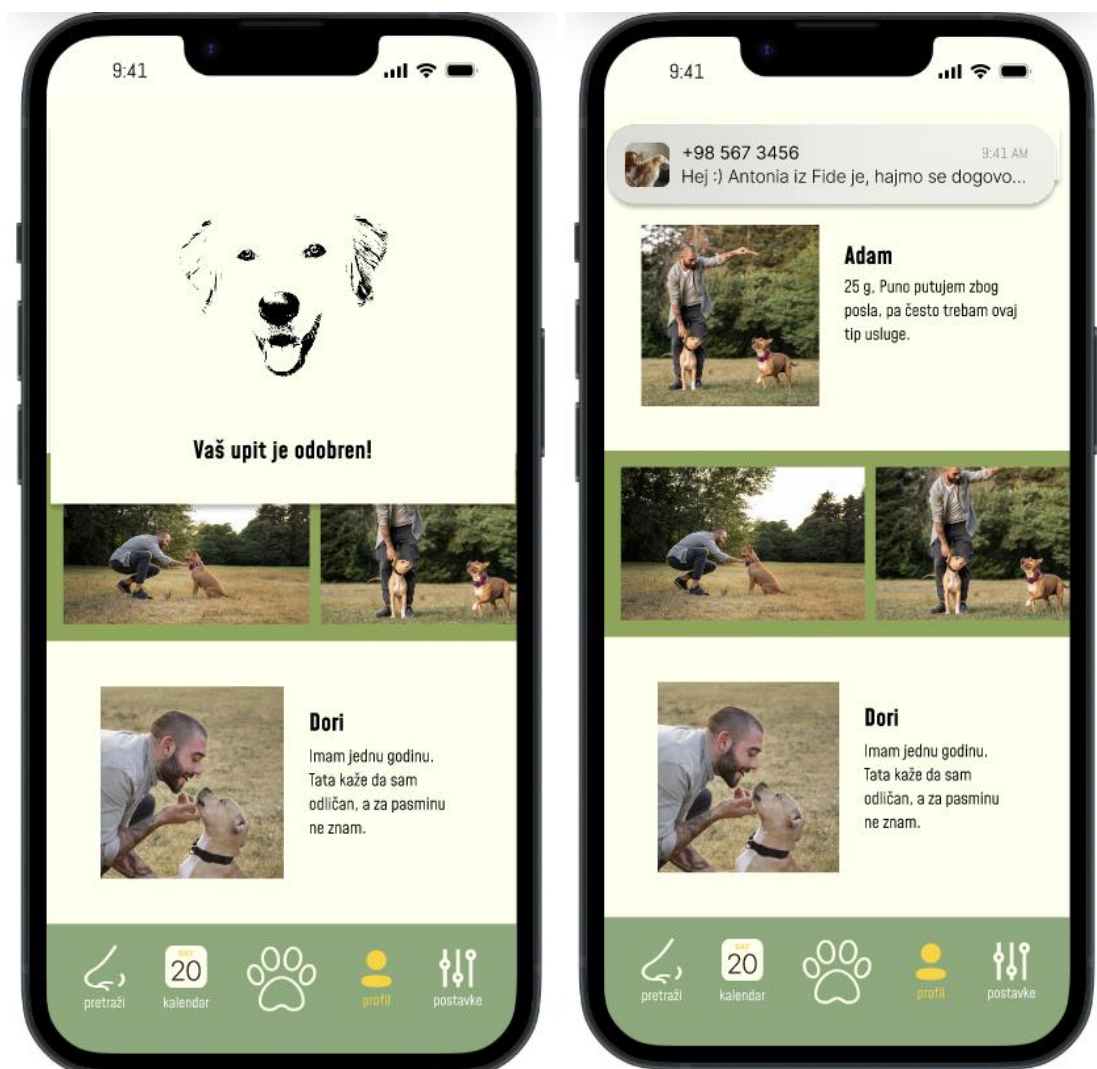 9:41
Vaš upit je odobren!
Dori
Imam jednu godinu.
Tata kaže da sam
odličan, a za pasminu
ne znam.
pretraži
SAT
20
kalendar
profil
postavke
9:41
+98 567 3456
9:41 AM
Hej :) Antonia iz Fide je, hajmo se dogovo...
Adam
25 g, Puno putujem zbog
posla, pa često trebam ovaj
tip usluge.
Dori
Imam jednu godinu.
Tata kaže da sam
odličan, a za pasminu
ne znam.
pretraži
SAT
20
kalendar
profil
postavke